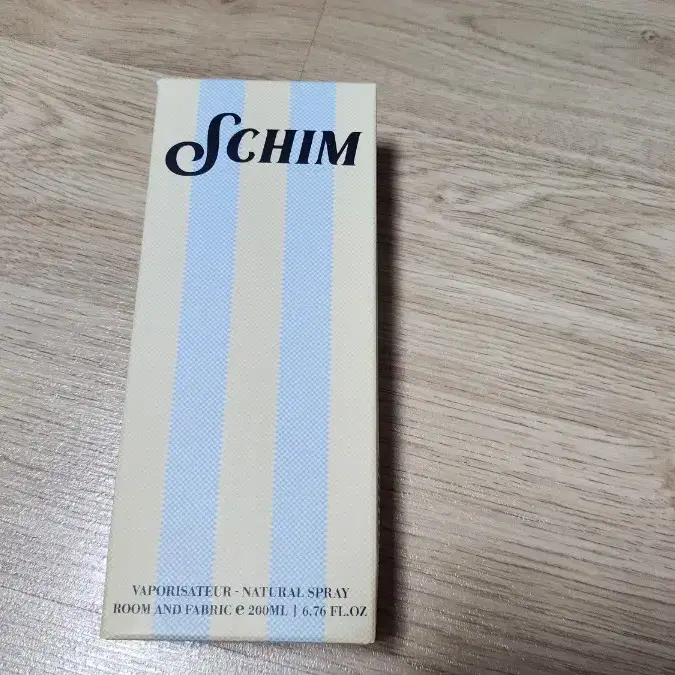 SCHIM
VAPORISATEUR - NATURAL SPRAY
ROOM AND FABRIC e 200ML | 6.76 FL.OZ